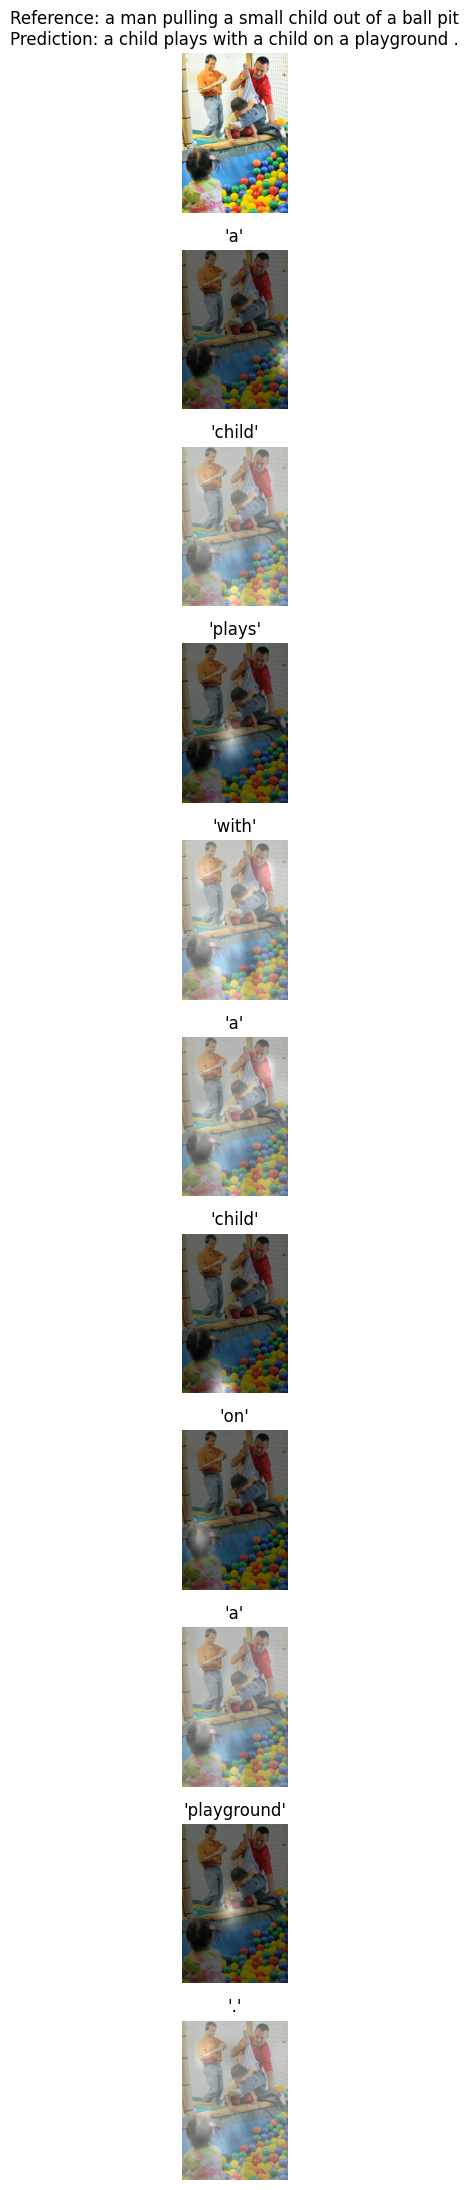 Reference: a man pulling a small child out of a ball pit
Prediction: a child plays with a child on a playground .
'a'
'child'
'plays'
'with'
'a'
'child'
'on'
'a'
'playground'
'.'